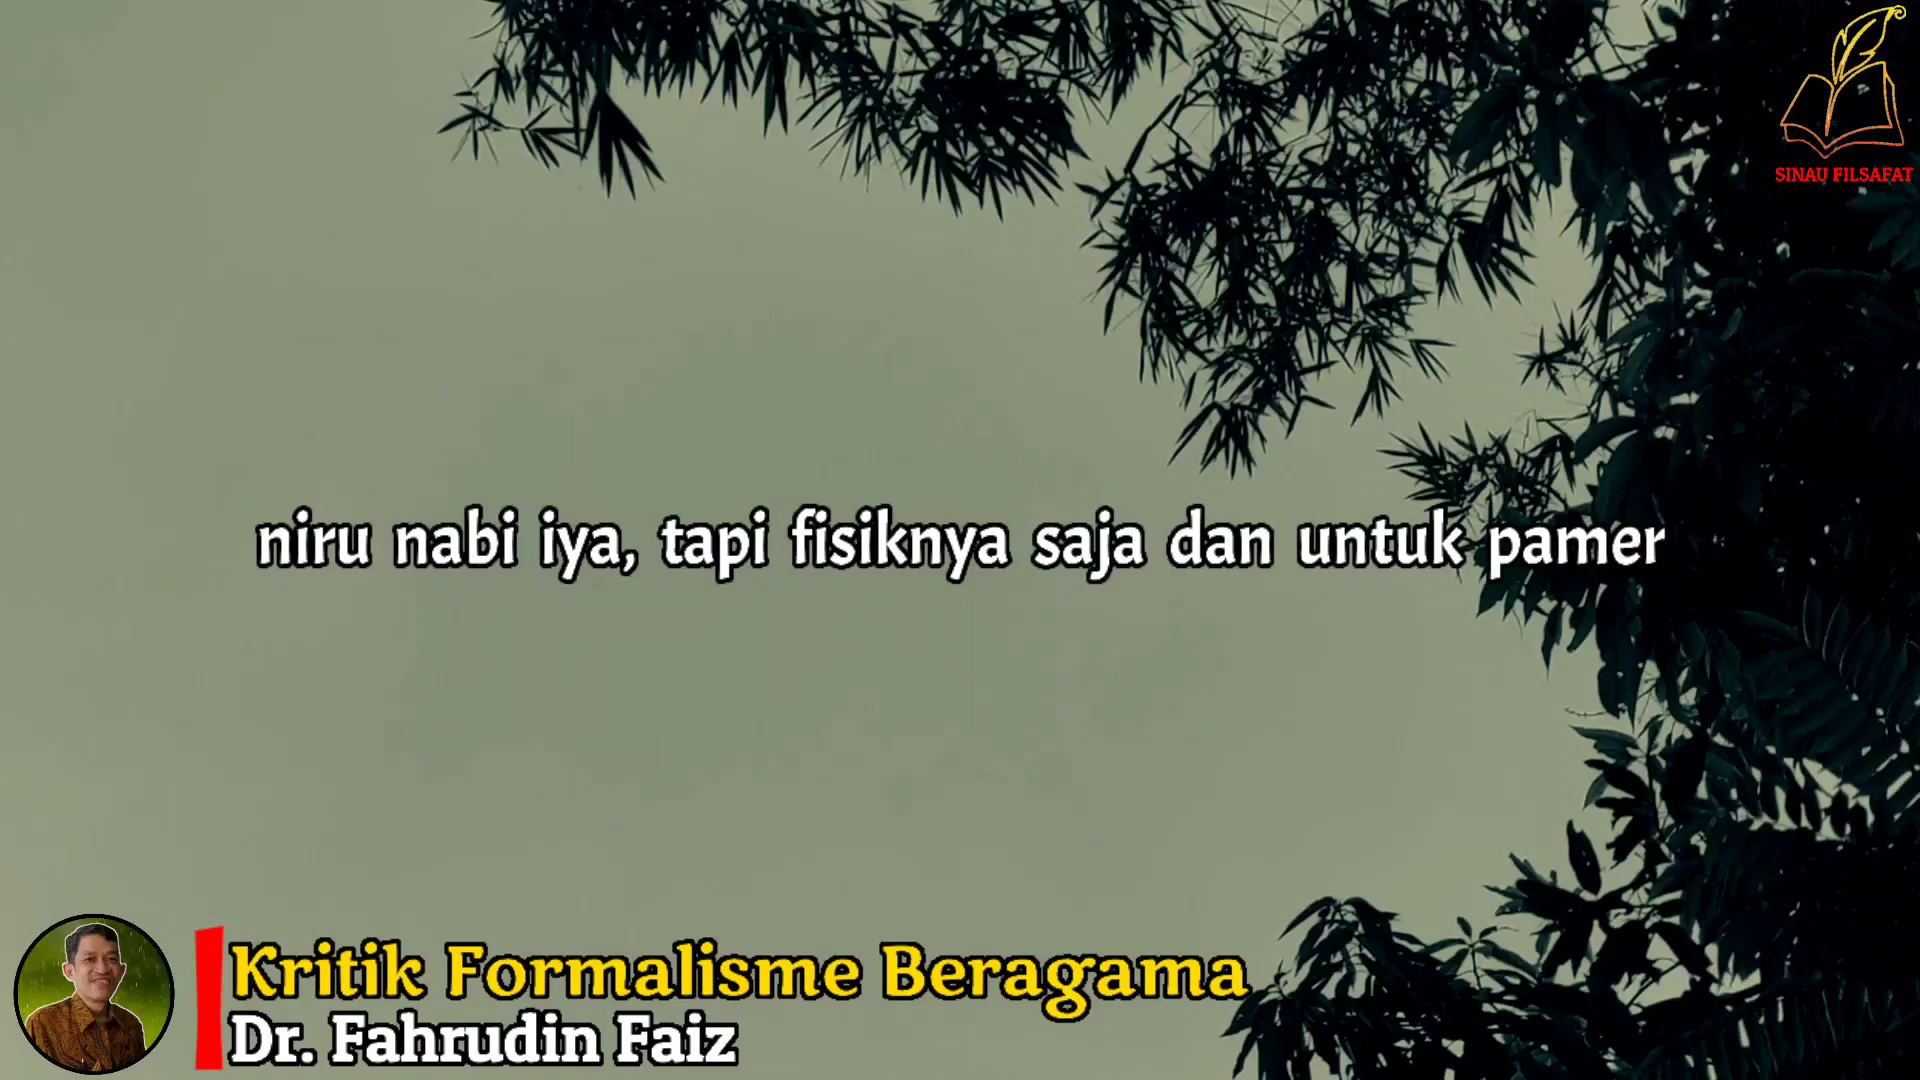 SINAU FILSAFAT
niru nabi iya, tapi fisiknya saja dan untuk pamer
Kritik Formalisme Beragama
Dr. Fahrudin Faiz